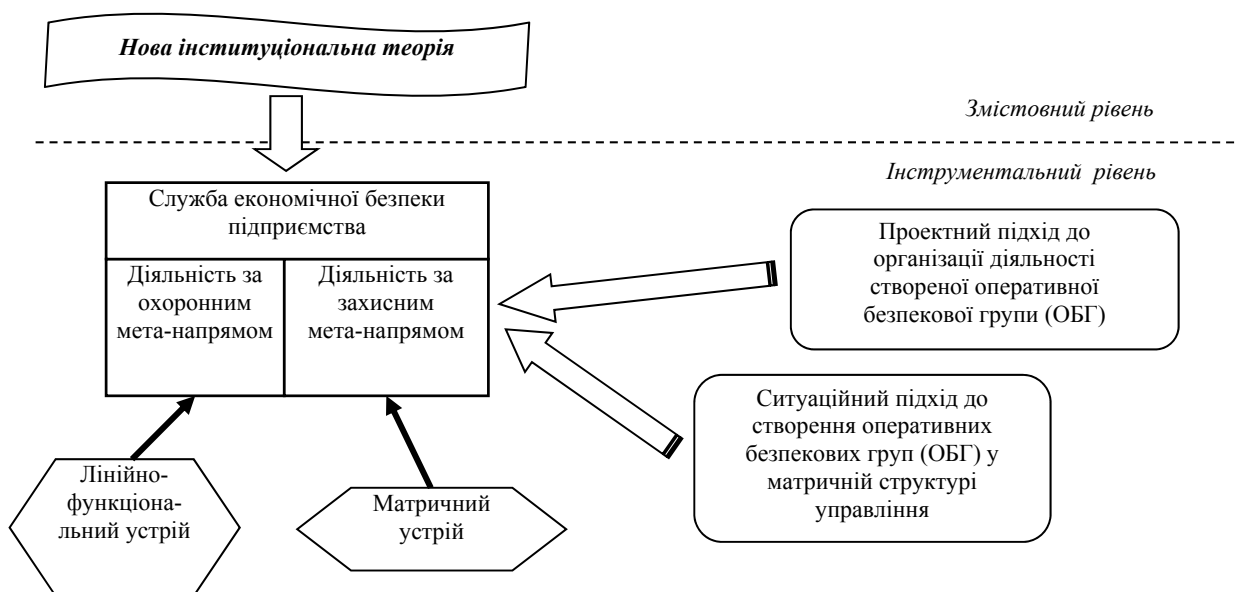 Нова інституціональна теорія
Змістовний рівень
Інструментальний рівень
Служба економічної безпеки
підприємства
Діяльність за
охоронним
мета-напрямом
Діяльність за
захисним
мета-напрямом
Проектний підхід до
організації діяльності
створеної оперативної
безпекової групи (ОБГ)
Ситуаційний підхід до
створення оперативних
безпекових груп (ОБГ) у
матричній структурі
управління
Лінійно-
функціона-
льний устрій
Матричний
устрій